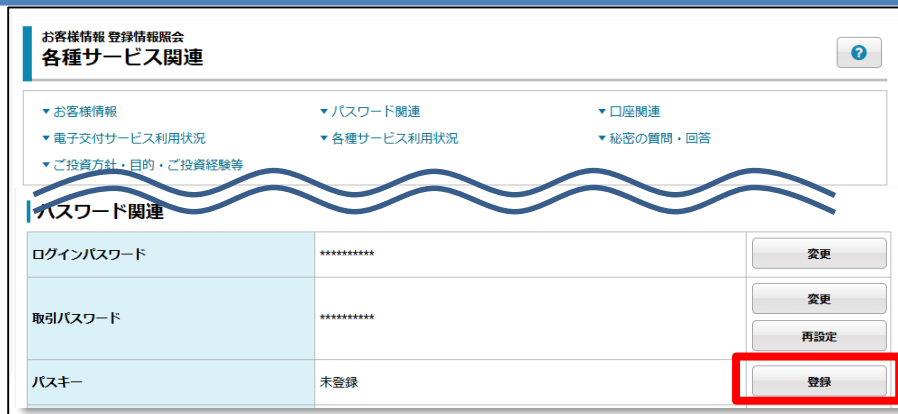 お客様情報 登録情報照会
各種サービス関連
?
▼お客様情報 ▼パスワード関連 ▼口座関連
▼電子交付サービス利用状況 ▼各種サービス利用状況 ▼秘密の質問・回答
▼ご投資方針・目的・ご投資経験等
パスワード関連
ログインパスワード ********** 変更
取引パスワード ********** 変更
再設定
パスキー 未登録 登録